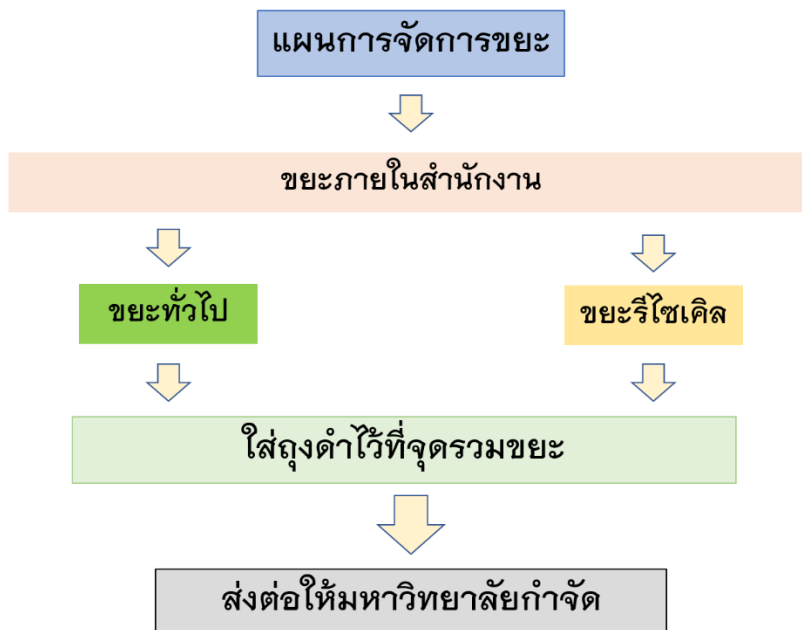 แผนการจัดการขยะ
ขยะภายในสำนักงาน
ขยะทั่วไป
ขยะรีไซเคิล
ใส่ถุงดำไว้ที่จุดรวมขยะ
ส่งต่อให้มหาวิทยาลัยกำจัด